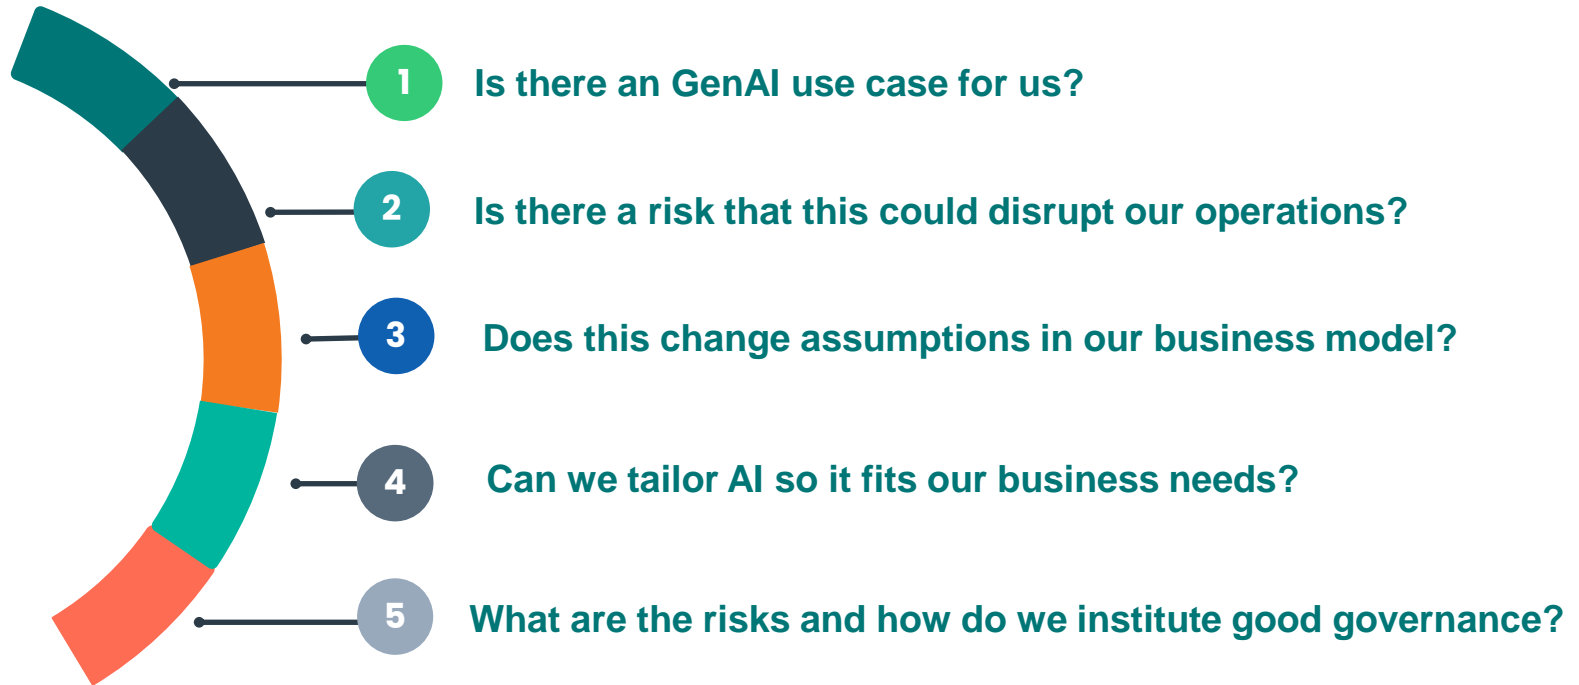 1 Is there an GenAI use case for us?
2 Is there a risk that this could disrupt our operations?
3 Does this change assumptions in our business model?
4 Can we tailor AI so it fits our business needs?
5 What are the risks and how do we institute good governance?